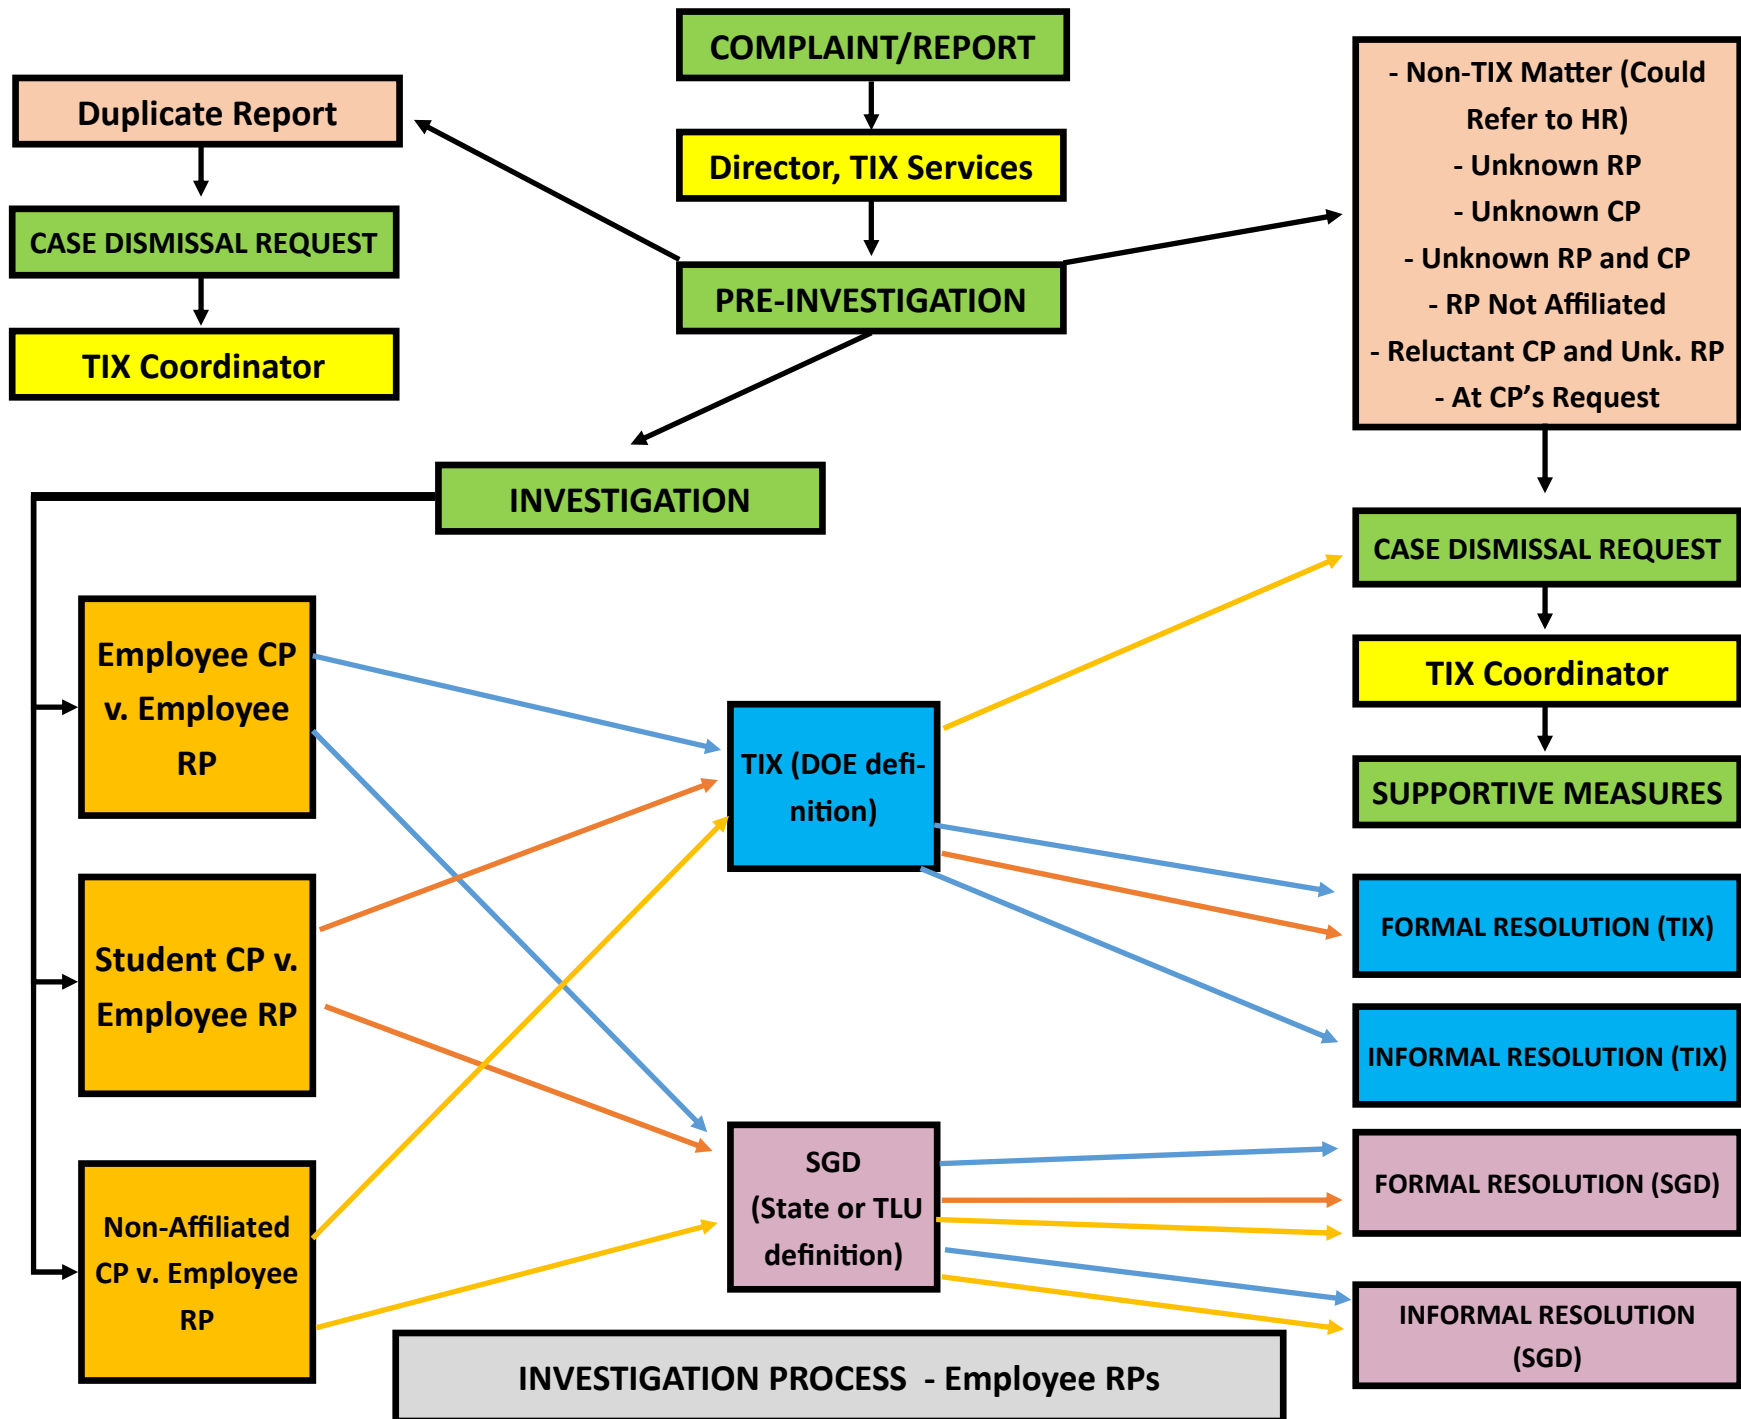 COMPLAINT/REPORT
Duplicate Report
Director, TIX Services
- Non-TIX Matter (Could
Refer to HR)
- Unknown RP
- Unknown CP
- Unknown RP and CP
- RP Not Affiliated
- Reluctant CP and Unk. RP
- At CP’s Request
CASE DISMISSAL REQUEST
PRE-INVESTIGATION
TIX Coordinator
INVESTIGATION
CASE DISMISSAL REQUEST
TIX Coordinator
SUPPORTIVE MEASURES
Employee CP
v. Employee
RP
TIX (DOE defi-
nition)
Student CP v.
Employee RP
FORMAL RESOLUTION (TIX)
INFORMAL RESOLUTION (TIX)
Non-Affiliated
CP v. Employee
RP
SGD
(State or TLU
definition)
FORMAL RESOLUTION (SGD)
INFORMAL RESOLUTION
(SGD)
INVESTIGATION PROCESS - Employee RPs